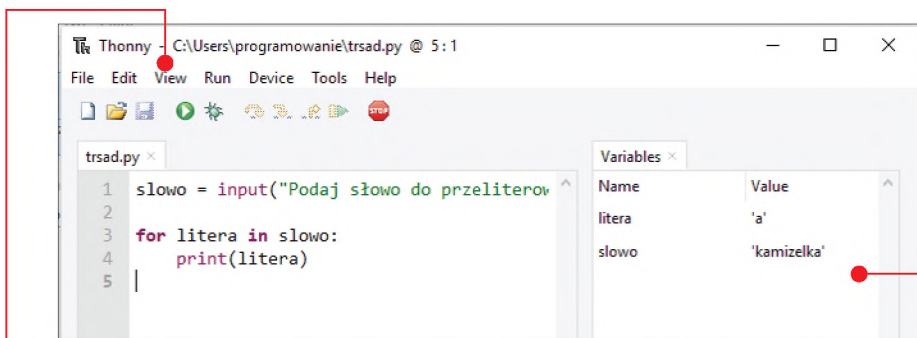 Thonny - C:\Users\programowanie\trsad.py @ 5:1
File Edit View Run Device Tools Help
STOP
trsad.py
1 slowo = input("Podaj słowo do przeliterow
2
3 for litera in slowo:
4     print(litera)
5
Variables
Name Value
litera 'a'
slowo 'kamizelka'